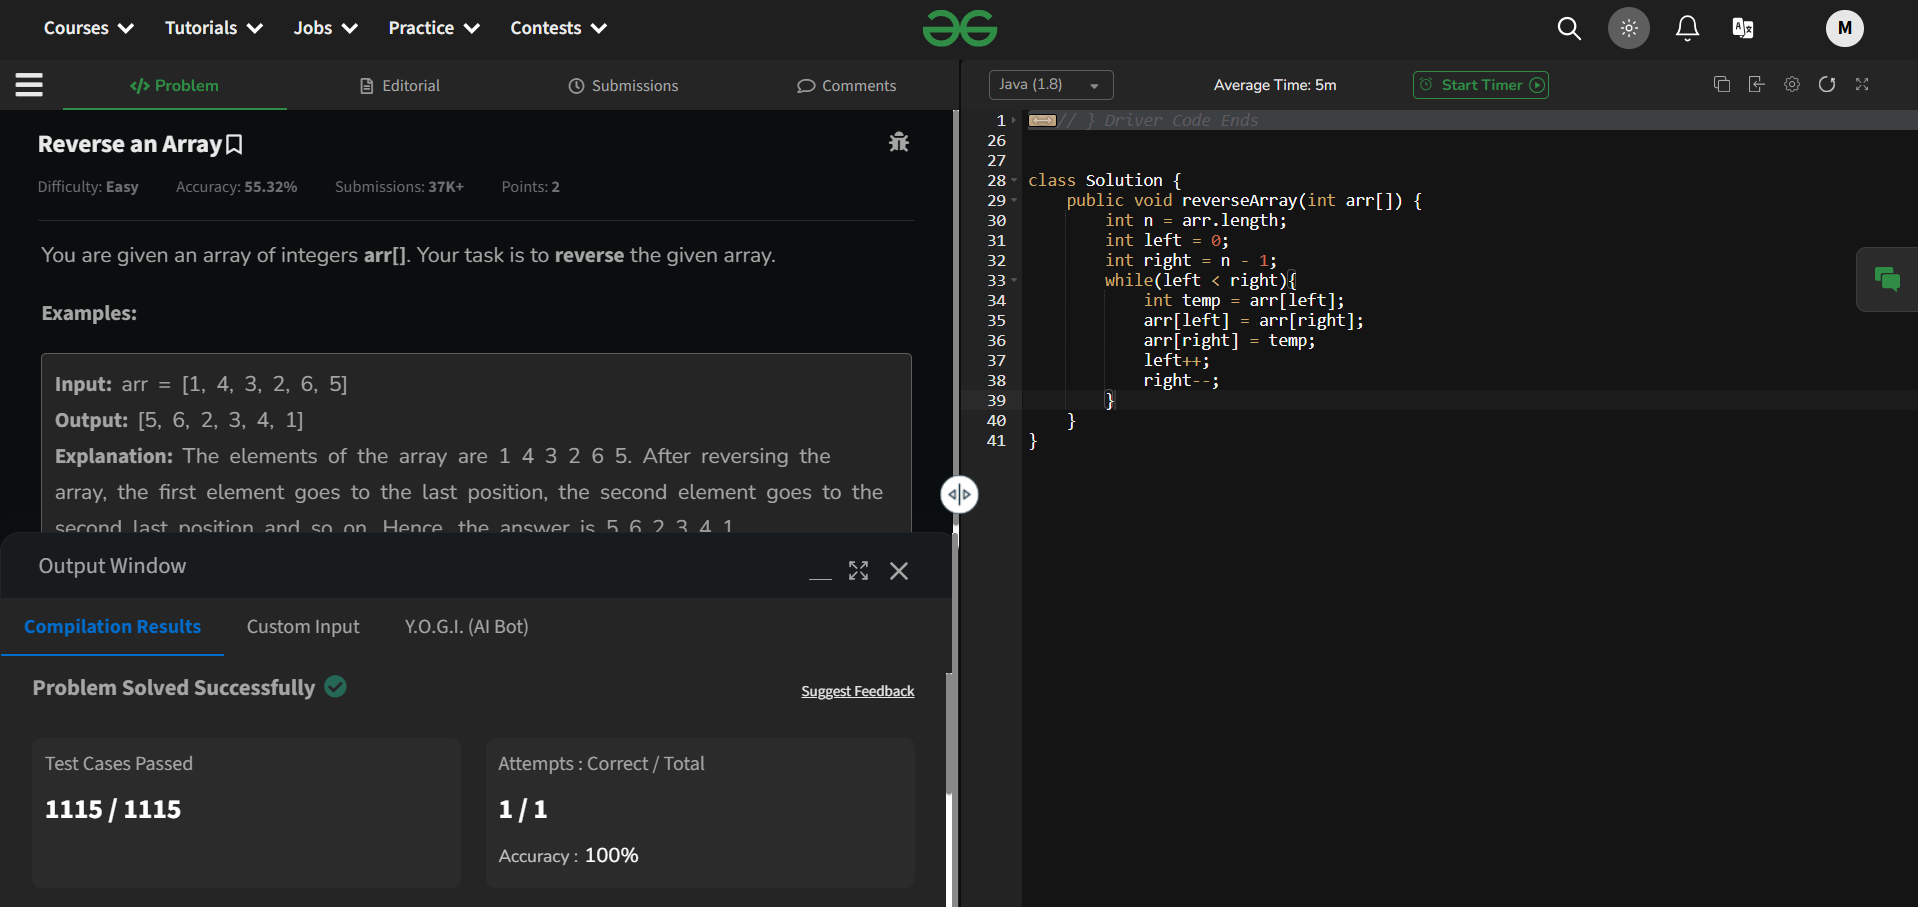 Courses Tutorials Jobs Practice Contests M
</> Problem Editorial Submissions Comments
Reverse an Array
Difficulty: Easy Accuracy: 55.32% Submissions: 37K+ Points: 2
You are given an array of integers arr[]. Your task is to reverse the given array.
Examples:
Input: arr = [1, 4, 3, 2, 6, 5]
Output: [5, 6, 2, 3, 4, 1]
Explanation: The elements of the array are 1 4 3 2 6 5. After reversing the
array, the first element goes to the last position, the second element goes to the
second last position and so on. Hence, the answer is 5 6 2 3 4 1
Output Window
Compilation Results Custom Input Y.O.G.I. (AI Bot)
Problem Solved Successfully
Suggest Feedback
Test Cases Passed
1115 / 1115
Attempts : Correct / Total
1 / 1
Accuracy : 100%
Java (1.8) Average Time: 5m Start Timer
1 // } Driver Code Ends
26
27
28 class Solution {
29 public void reverseArray(int arr[]) {
30 int n = arr.length;
31 int left = 0;
32 int right = n - 1;
33 while(left < right){
34 int temp = arr[left];
35 arr[left] = arr[right];
36 arr[right] = temp;
37 left++;
38 right--;
39 }
40 }
41 }